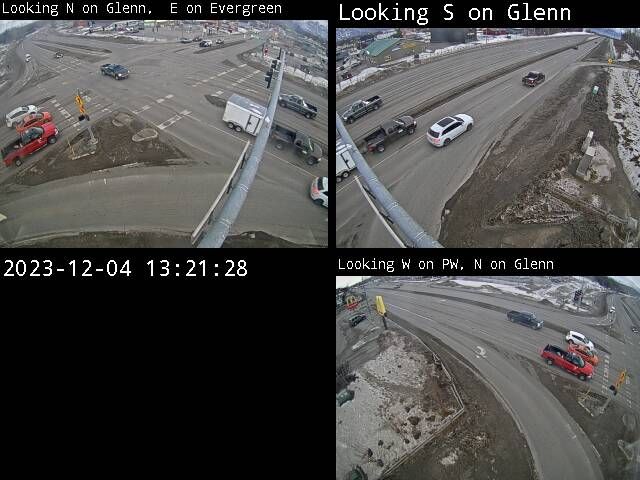 Looking N on Glenn,  E on Evergreen
Looking S on Glenn
2023-12-04 13:21:28
Looking W on PW, N on Glenn